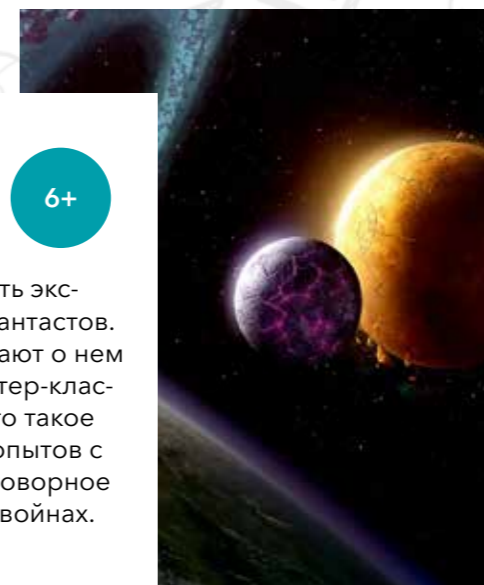 6+
ть экс-
антастов.
ают о нем
тер-клас-
то такое
опытов с
оворное
войнах.